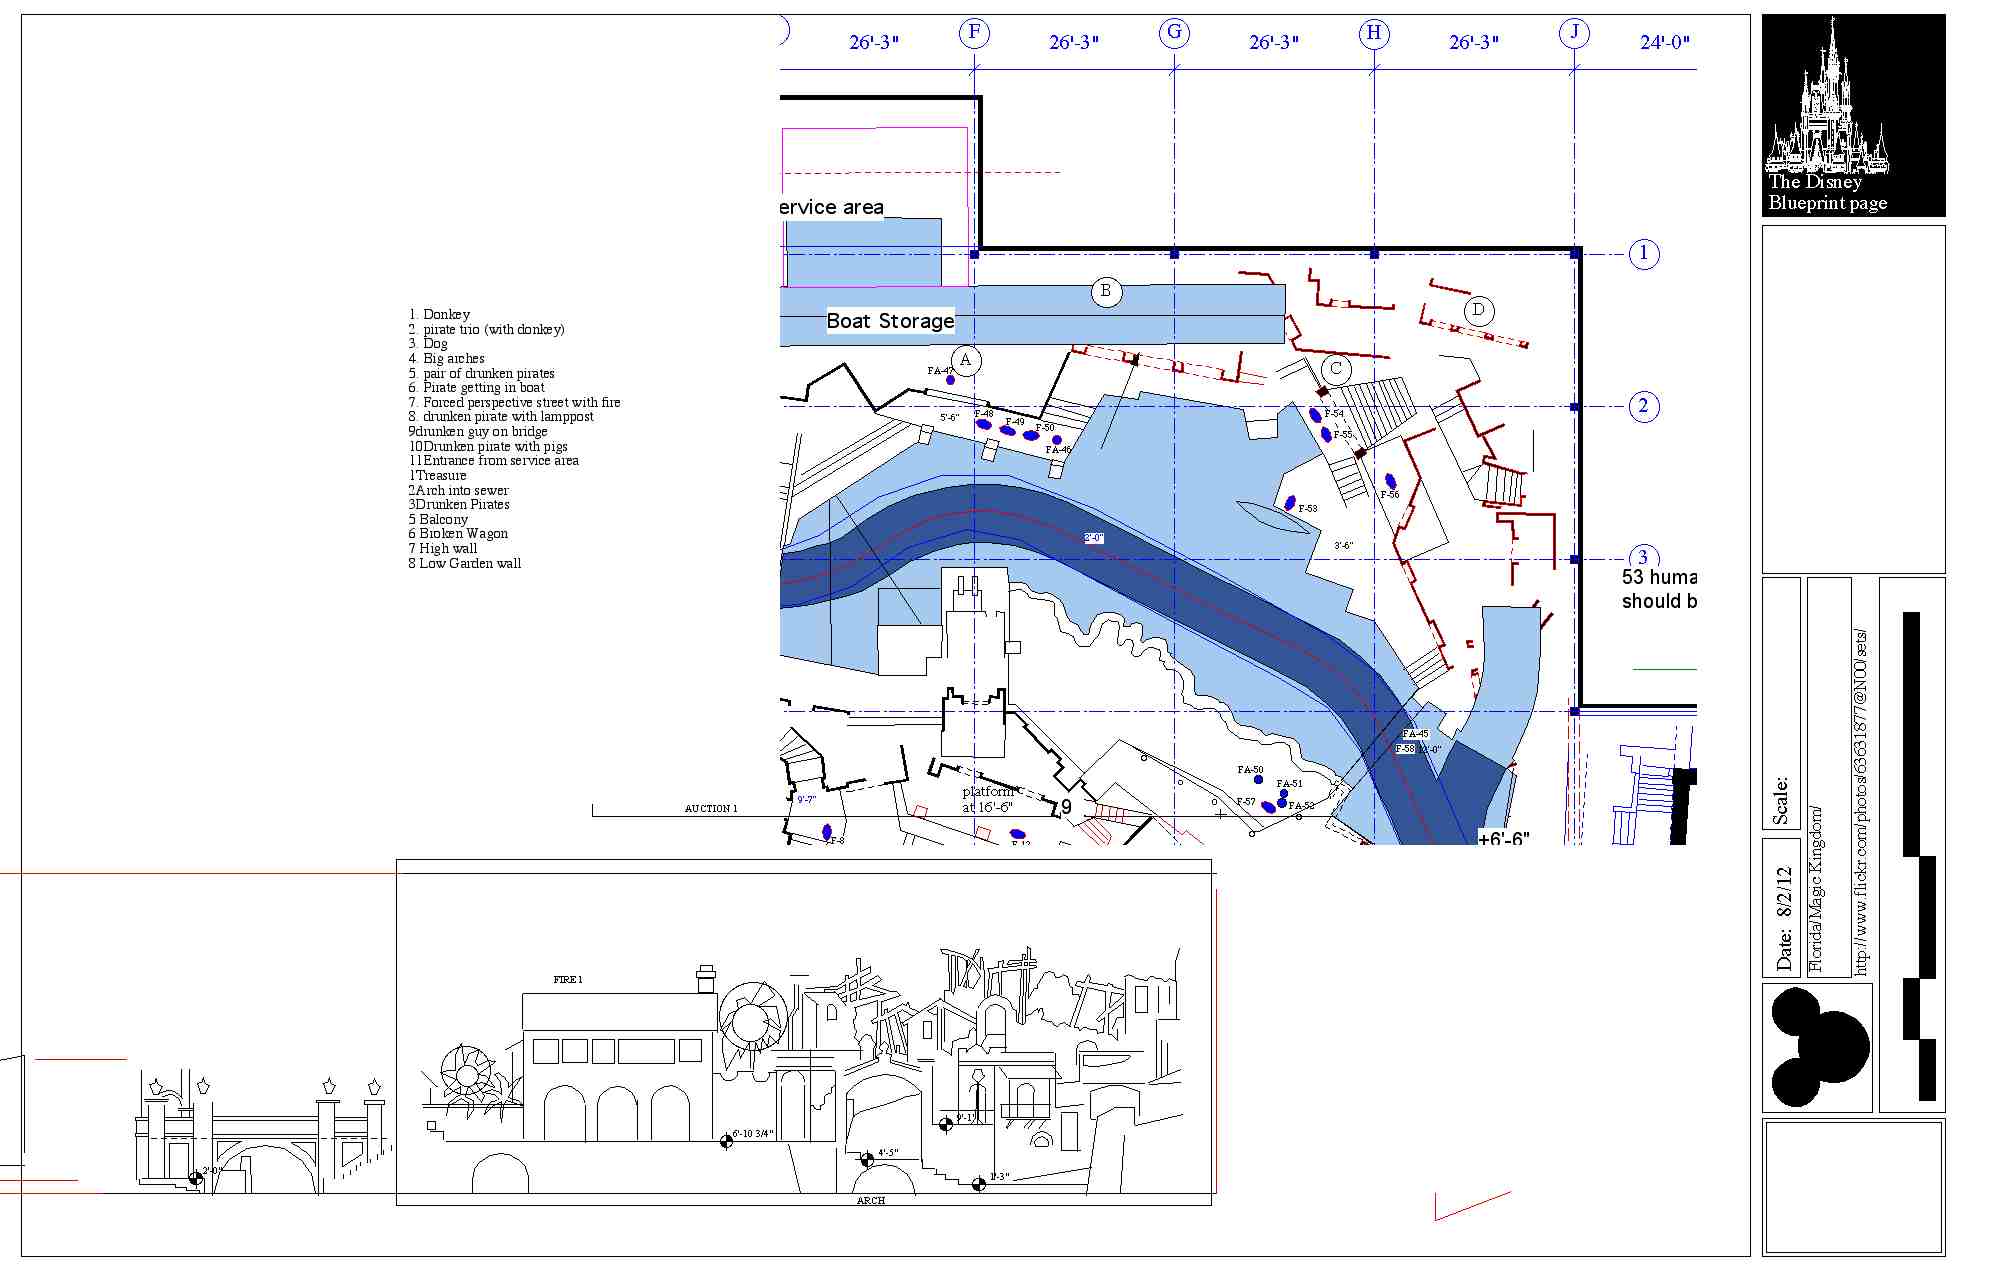 F
G
H
J
26'-3"
26'-3"
26'-3"
26'-3"
24'-0"
The Disney
Blueprint page
ervice area
1
B
Boat Storage
D
A
C
FA-47
2
5'-6"
F-48
F-49
F-50
FA-46
F-54
F-55
F-56
F-53
2'-0"
3'-6"
3
53 huma
should b
1. Donkey
2. pirate trio (with donkey)
3. Dog
4. Big arches
5. pair of drunken pirates
6. Pirate getting in boat
7. Forced perspective street with fire
8. drunken pirate with lamppost
9drunken guy on bridge
10Drunken pirate with pigs
11Entrance from service area
1Treasure
2Arch into sewer
3Drunken Pirates
5 Balcony
6 Broken Wagon
7 High wall
8 Low Garden wall
FA-45
F-58
FA-50
FA-51
F-57
FA-52
platform
at 16'-6"
9
9'-7"
AUCTION 1
F-8
F-12
+6'-6"
FIRE 1
2'-0"
6'-10 3/4"
4'-5"
9'-1"
1'-3"
ARCH
Scale:
Date: 8/2/12
Florida/Magic Kingdom/
http://www.flickr.com/photos/63631877@N00/sets/